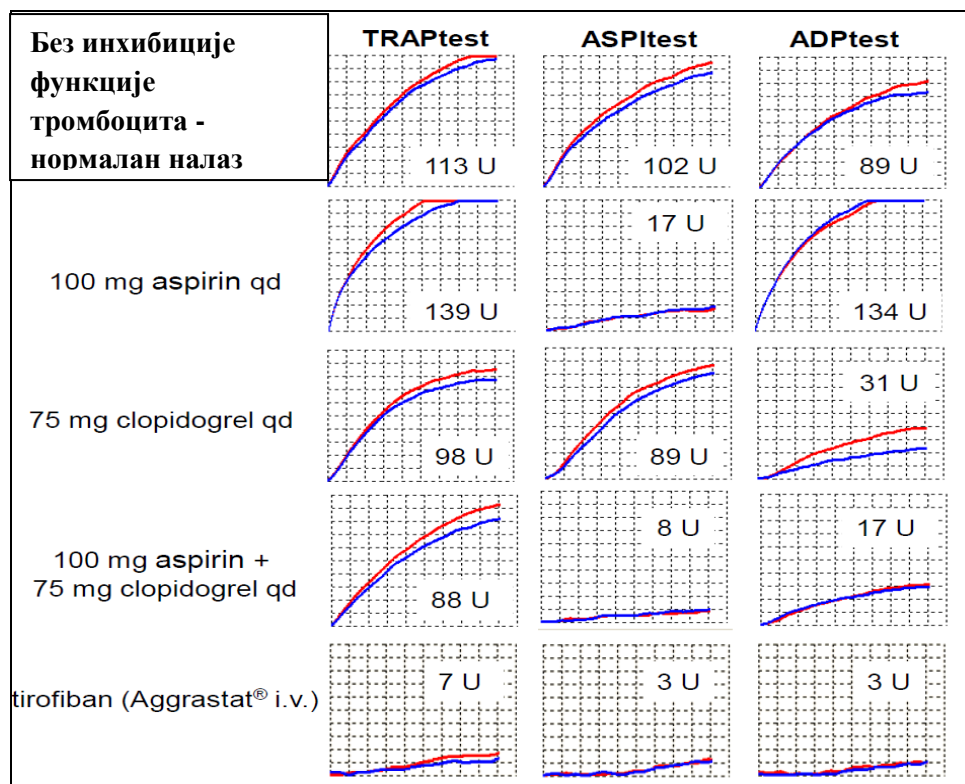 Без инхибиције
функције
тромбоцита -
нормалан налаз
TRAPtest ASPItest ADPtest
113 U 102 U 89 U
100 mg aspirin qd
139 U 17 U 134 U
75 mg clopidogrel qd
98 U 89 U 31 U
100 mg aspirin +
75 mg clopidogrel qd
88 U 8 U 17 U
tirofiban (Aggrastat® i.v.)
7 U 3 U 3 U